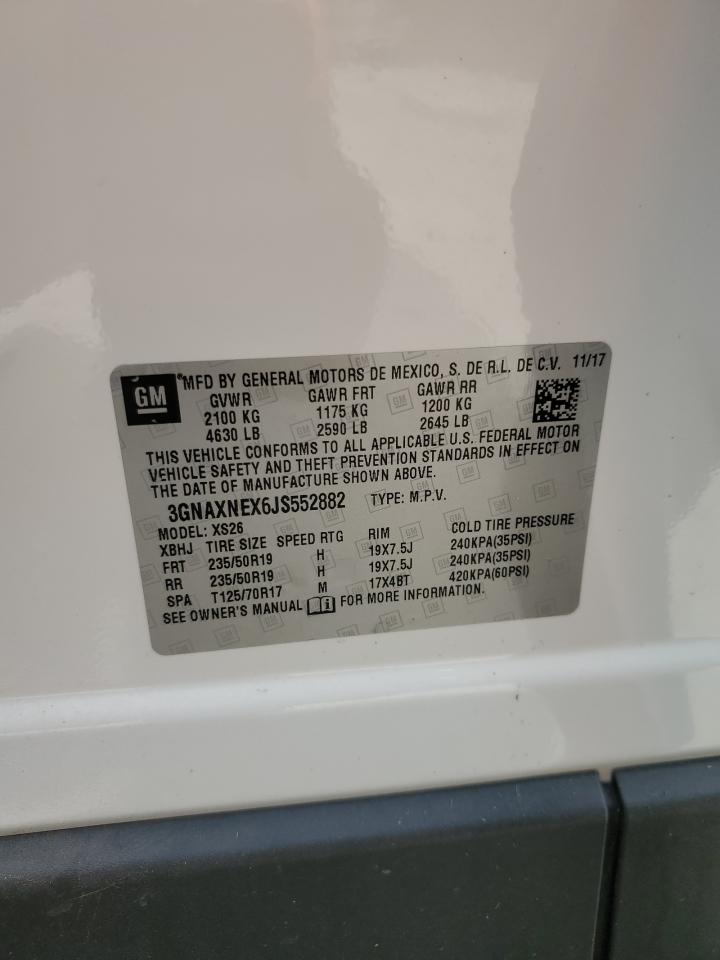 GM
®MFD BY GENERAL MOTORS DE MEXICO, S. DE R.L. DE C.V. 11/17
GVWR GAWR FRT GAWR RR
2100 KG 1175 KG 1200 KG
4630 LB 2590 LB 2645 LB
THIS VEHICLE CONFORMS TO ALL APPLICABLE U.S. FEDERAL MOTOR
VEHICLE SAFETY AND THEFT PREVENTION STANDARDS IN EFFECT ON
THE DATE OF MANUFACTURE SHOWN ABOVE.
3GNAXNEX6JS552882 TYPE: M.P.V.
MODEL: XS26
XBHJ TIRE SIZE SPEED RTG RIM COLD TIRE PRESSURE
FRT 235/50R19 H 19X7.5J 240KPA(35PSI)
RR 235/50R19 H 19X7.5J 240KPA(35PSI)
SPA T125/70R17 M 17X4BT 420KPA(60PSI)
SEE OWNER'S MANUAL FOR MORE INFORMATION.